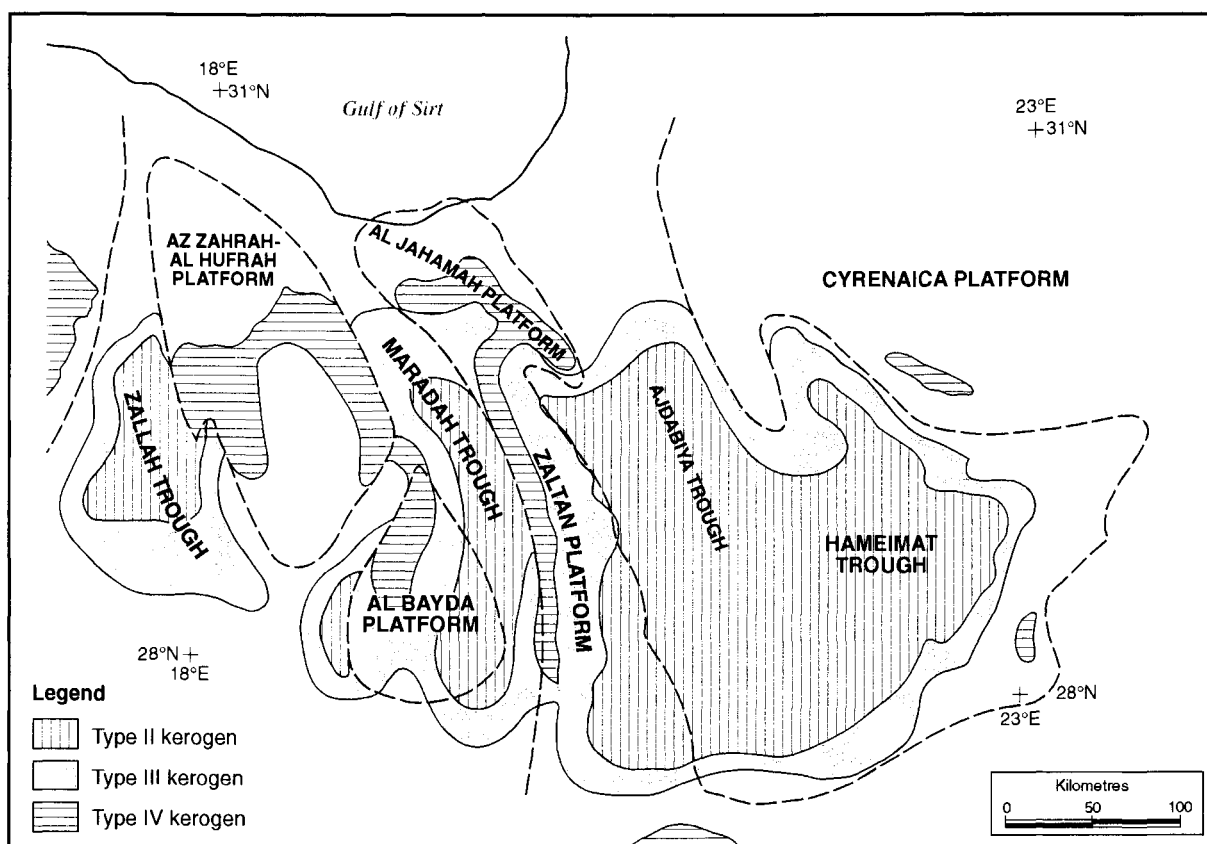 18°E
+31°N
Gulf of Sirt
23°E
+31°N
AZ ZAHRAH-
AL HUFRAH
PLATFORM
AL JAHAMAH PLATFORM
CYRENAICA PLATFORM
MARADAH TROUGH
ZALLAH TROUGH
ZALTAN PLATFORM
AJDABIYA TROUGH
HAMEIMAT
TROUGH
AL BAYDA
PLATFORM
28°N +
18°E
+ 28°N
23°E
Legend
Type II kerogen
Type III kerogen
Type IV kerogen
Kilometres
0 50 100